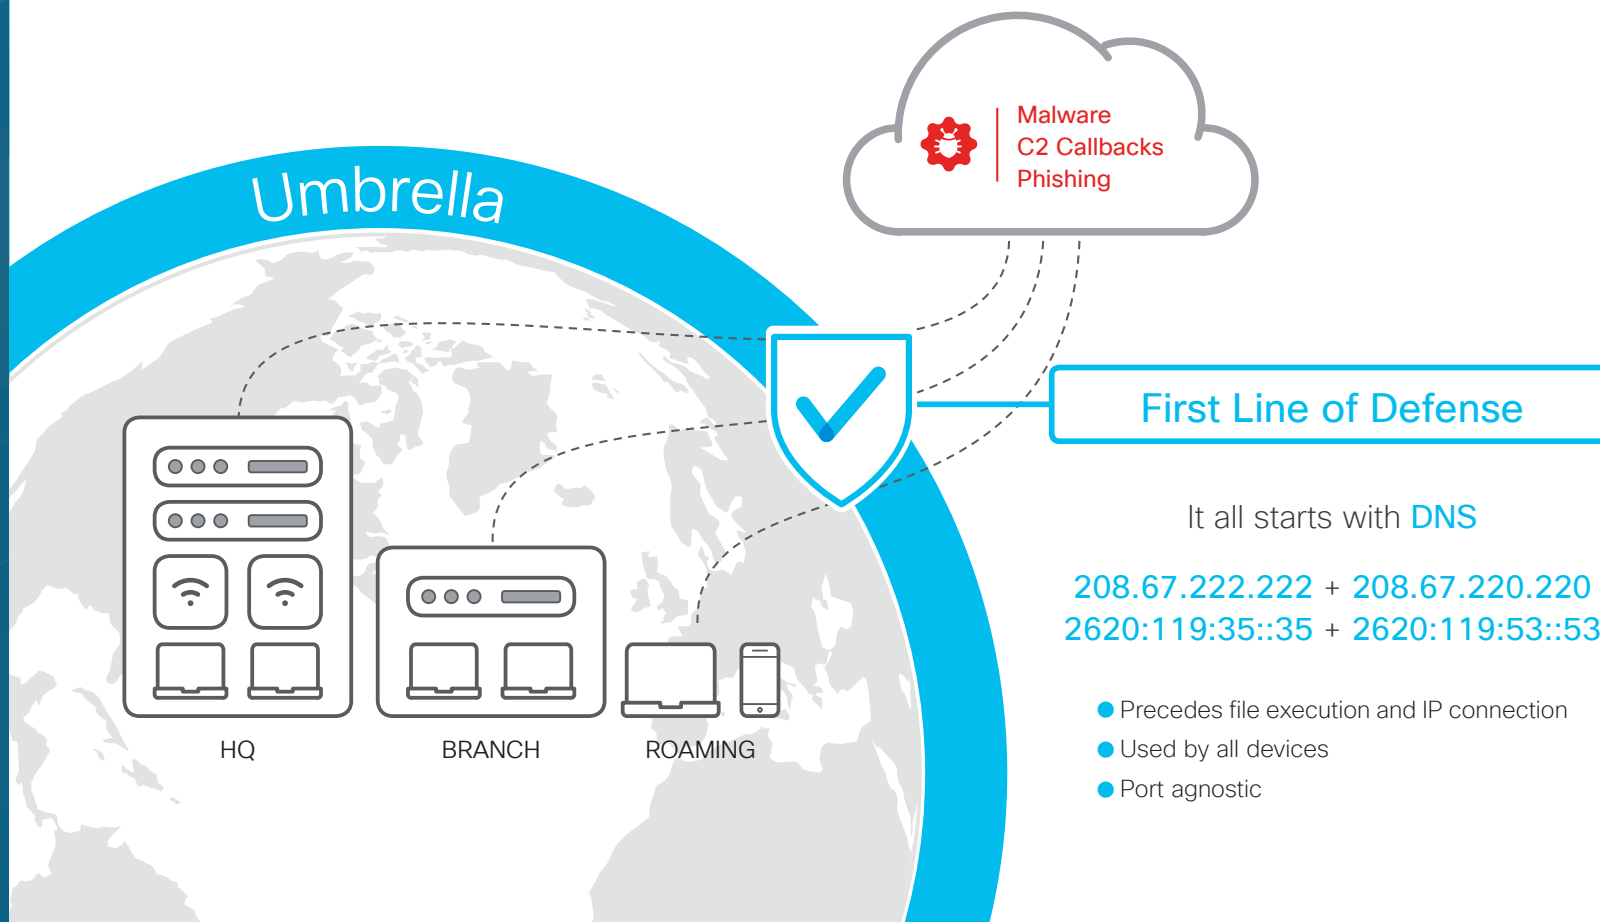 Umbrella
Malware
C2 Callbacks
Phishing
First Line of Defense
It all starts with DNS
208.67.222.222 + 208.67.220.220
2620:119:35::35 + 2620:119:53::53
Precedes file execution and IP connection
Used by all devices
Port agnostic
HQ
BRANCH
ROAMING